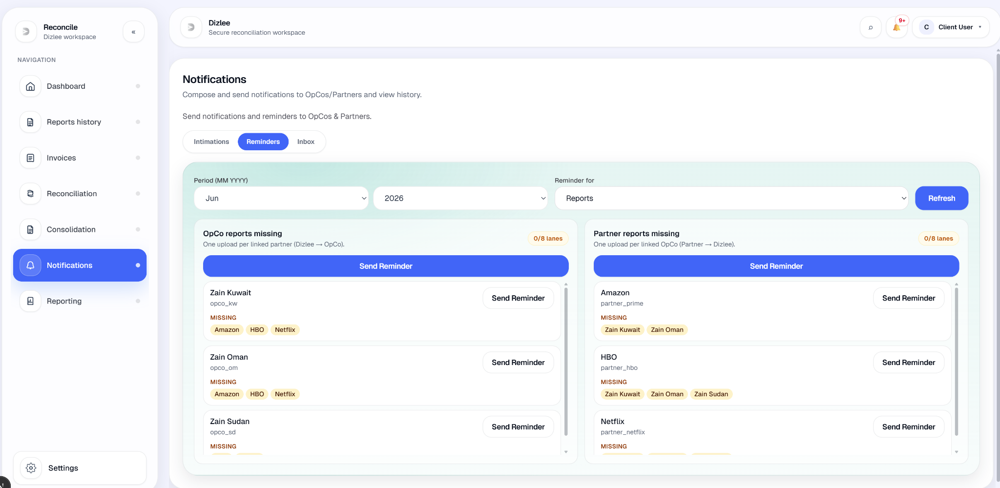 Reconcile
Dizlee workspace
«
NAVIGATION
Dashboard
Reports history
Invoices
Reconciliation
Consolidation
Notifications
Reporting
Settings
Dizlee
Secure reconciliation workspace
9+
C Client User
Notifications
Compose and send notifications to OpCos/Partners and view history.
Send notifications and reminders to OpCos & Partners.
Intimations Reminders Inbox
Period (MM YYYY)
Jun 2026
Reminder for
Reports
Refresh
OpCo reports missing
One upload per linked partner (Dizlee → OpCo).
0/8 lanes
Send Reminder
Zain Kuwait
opco_kw
Send Reminder
MISSING
Amazon HBO Netflix
Zain Oman
opco_om
Send Reminder
MISSING
Amazon HBO Netflix
Zain Sudan
opco_sd
Send Reminder
MISSING
Partner reports missing
One upload per linked OpCo (Partner → Dizlee).
0/8 lanes
Send Reminder
Amazon
partner_prime
Send Reminder
MISSING
Zain Kuwait Zain Oman
HBO
partner_hbo
Send Reminder
MISSING
Zain Kuwait Zain Oman Zain Sudan
Netflix
partner_netflix
Send Reminder
MISSING